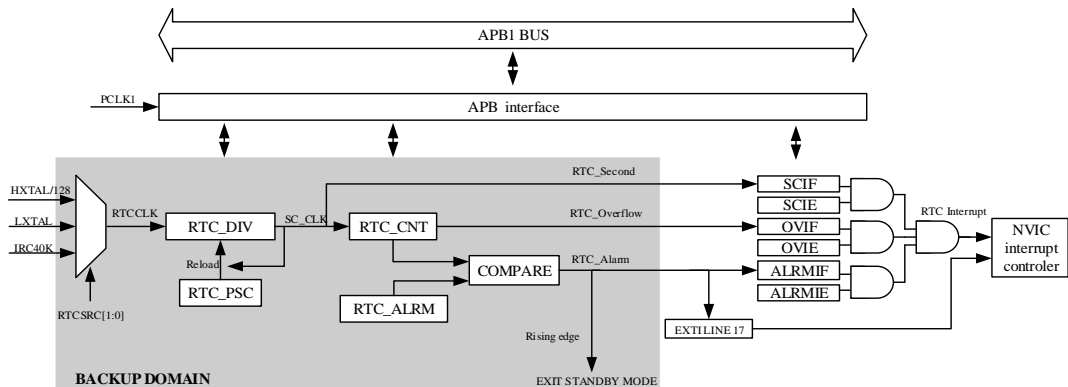 APB1 BUS
PCLK1
APB interface
HXTAL/128
LXTAL
IRC40K
RTCCLK
RTCSRC[1:0]
RTC_DIV
SC_CLK
Reload
RTC_PSC
RTC_CNT
RTC_ALRM
COMPARE
RTC_Second
RTC_Overflow
RTC_Alarm
Rising edge
EXIT STANDBY MODE
BACKUP DOMAIN
SCIF
SCIE
OVIF
OVIE
ALRMIF
ALRMIE
EXTI LINE 17
RTC Interrupt
NVIC
interrupt
controler